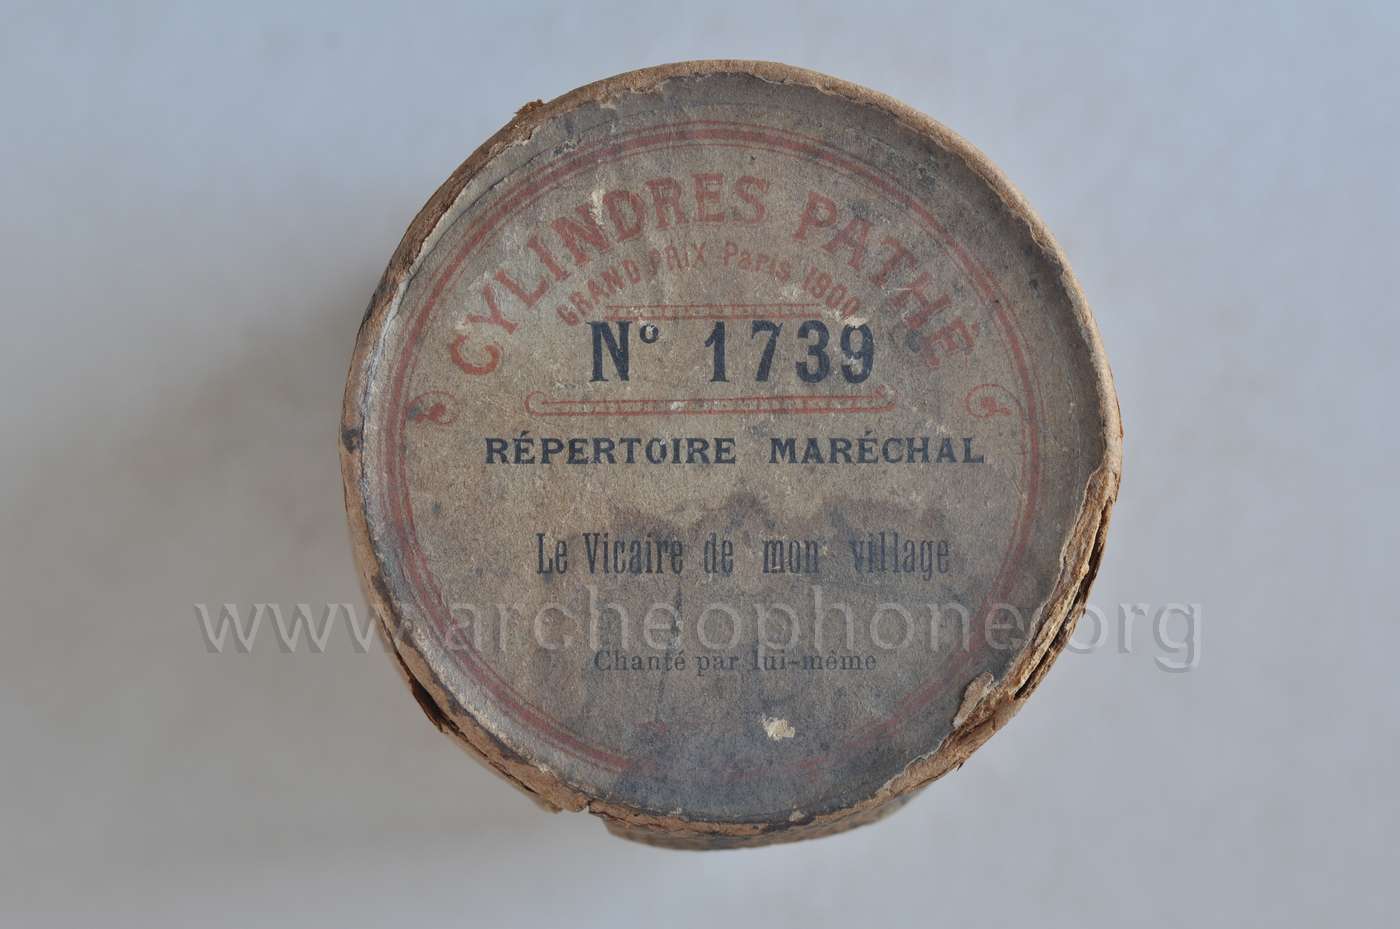 CYLINDRES PATHÉ
GRAND PRIX Paris 1900
Nº 1739
RÉPERTOIRE MARÉCHAL
Le Vicaire de mon village
www.archeophone.org
Chanté par lui-même